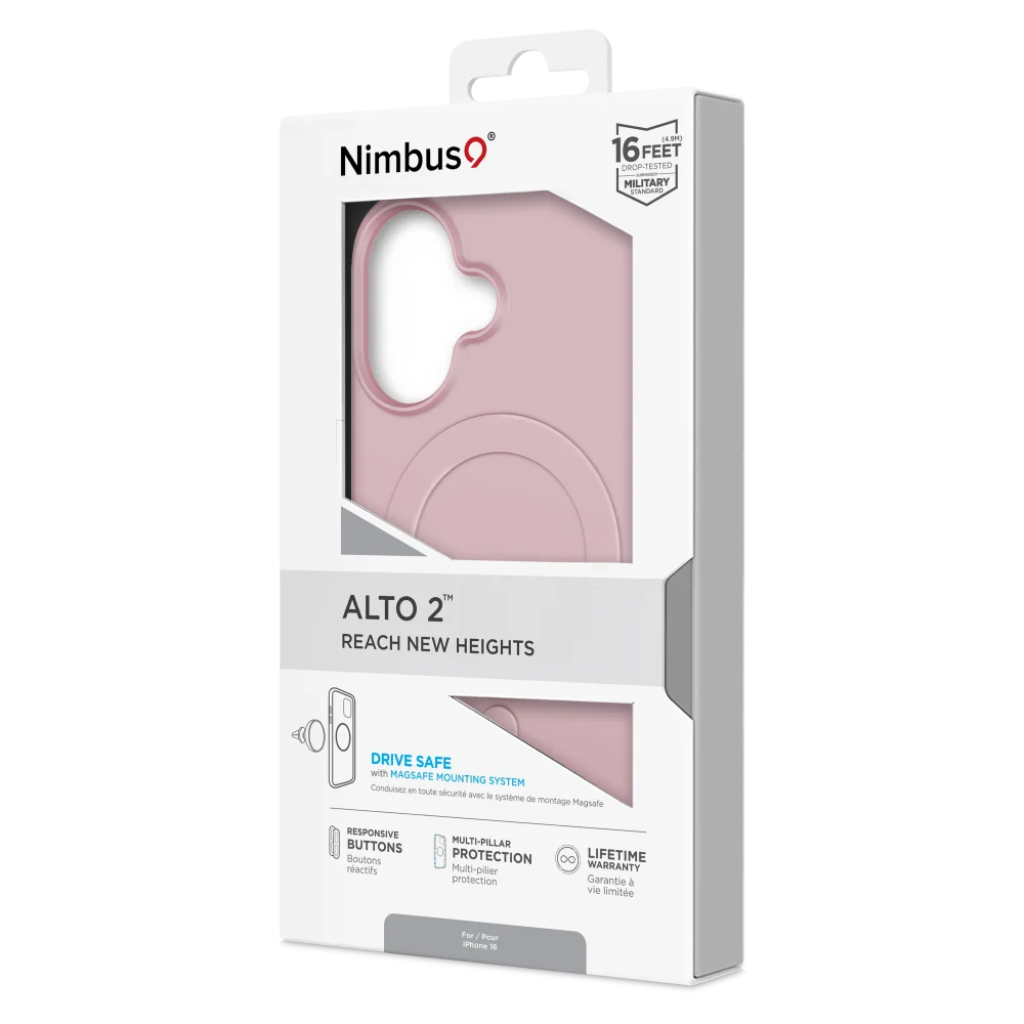 Nimbus9®
(4.9M)
16 FEET
DROP-TESTED
SURPASSES
MILITARY
STANDARD
ALTO 2™
REACH NEW HEIGHTS
DRIVE SAFE
with MAGSAFE MOUNTING SYSTEM
Conduisez en toute sécurité avec le système de montage Magsafe
RESPONSIVE
BUTTONS
Boutons
réactifs
MULTI-PILLAR
PROTECTION
Multi-pilier
protection
LIFETIME
WARRANTY
Garantie à
vie limitée
For / Pour
iPhone 16